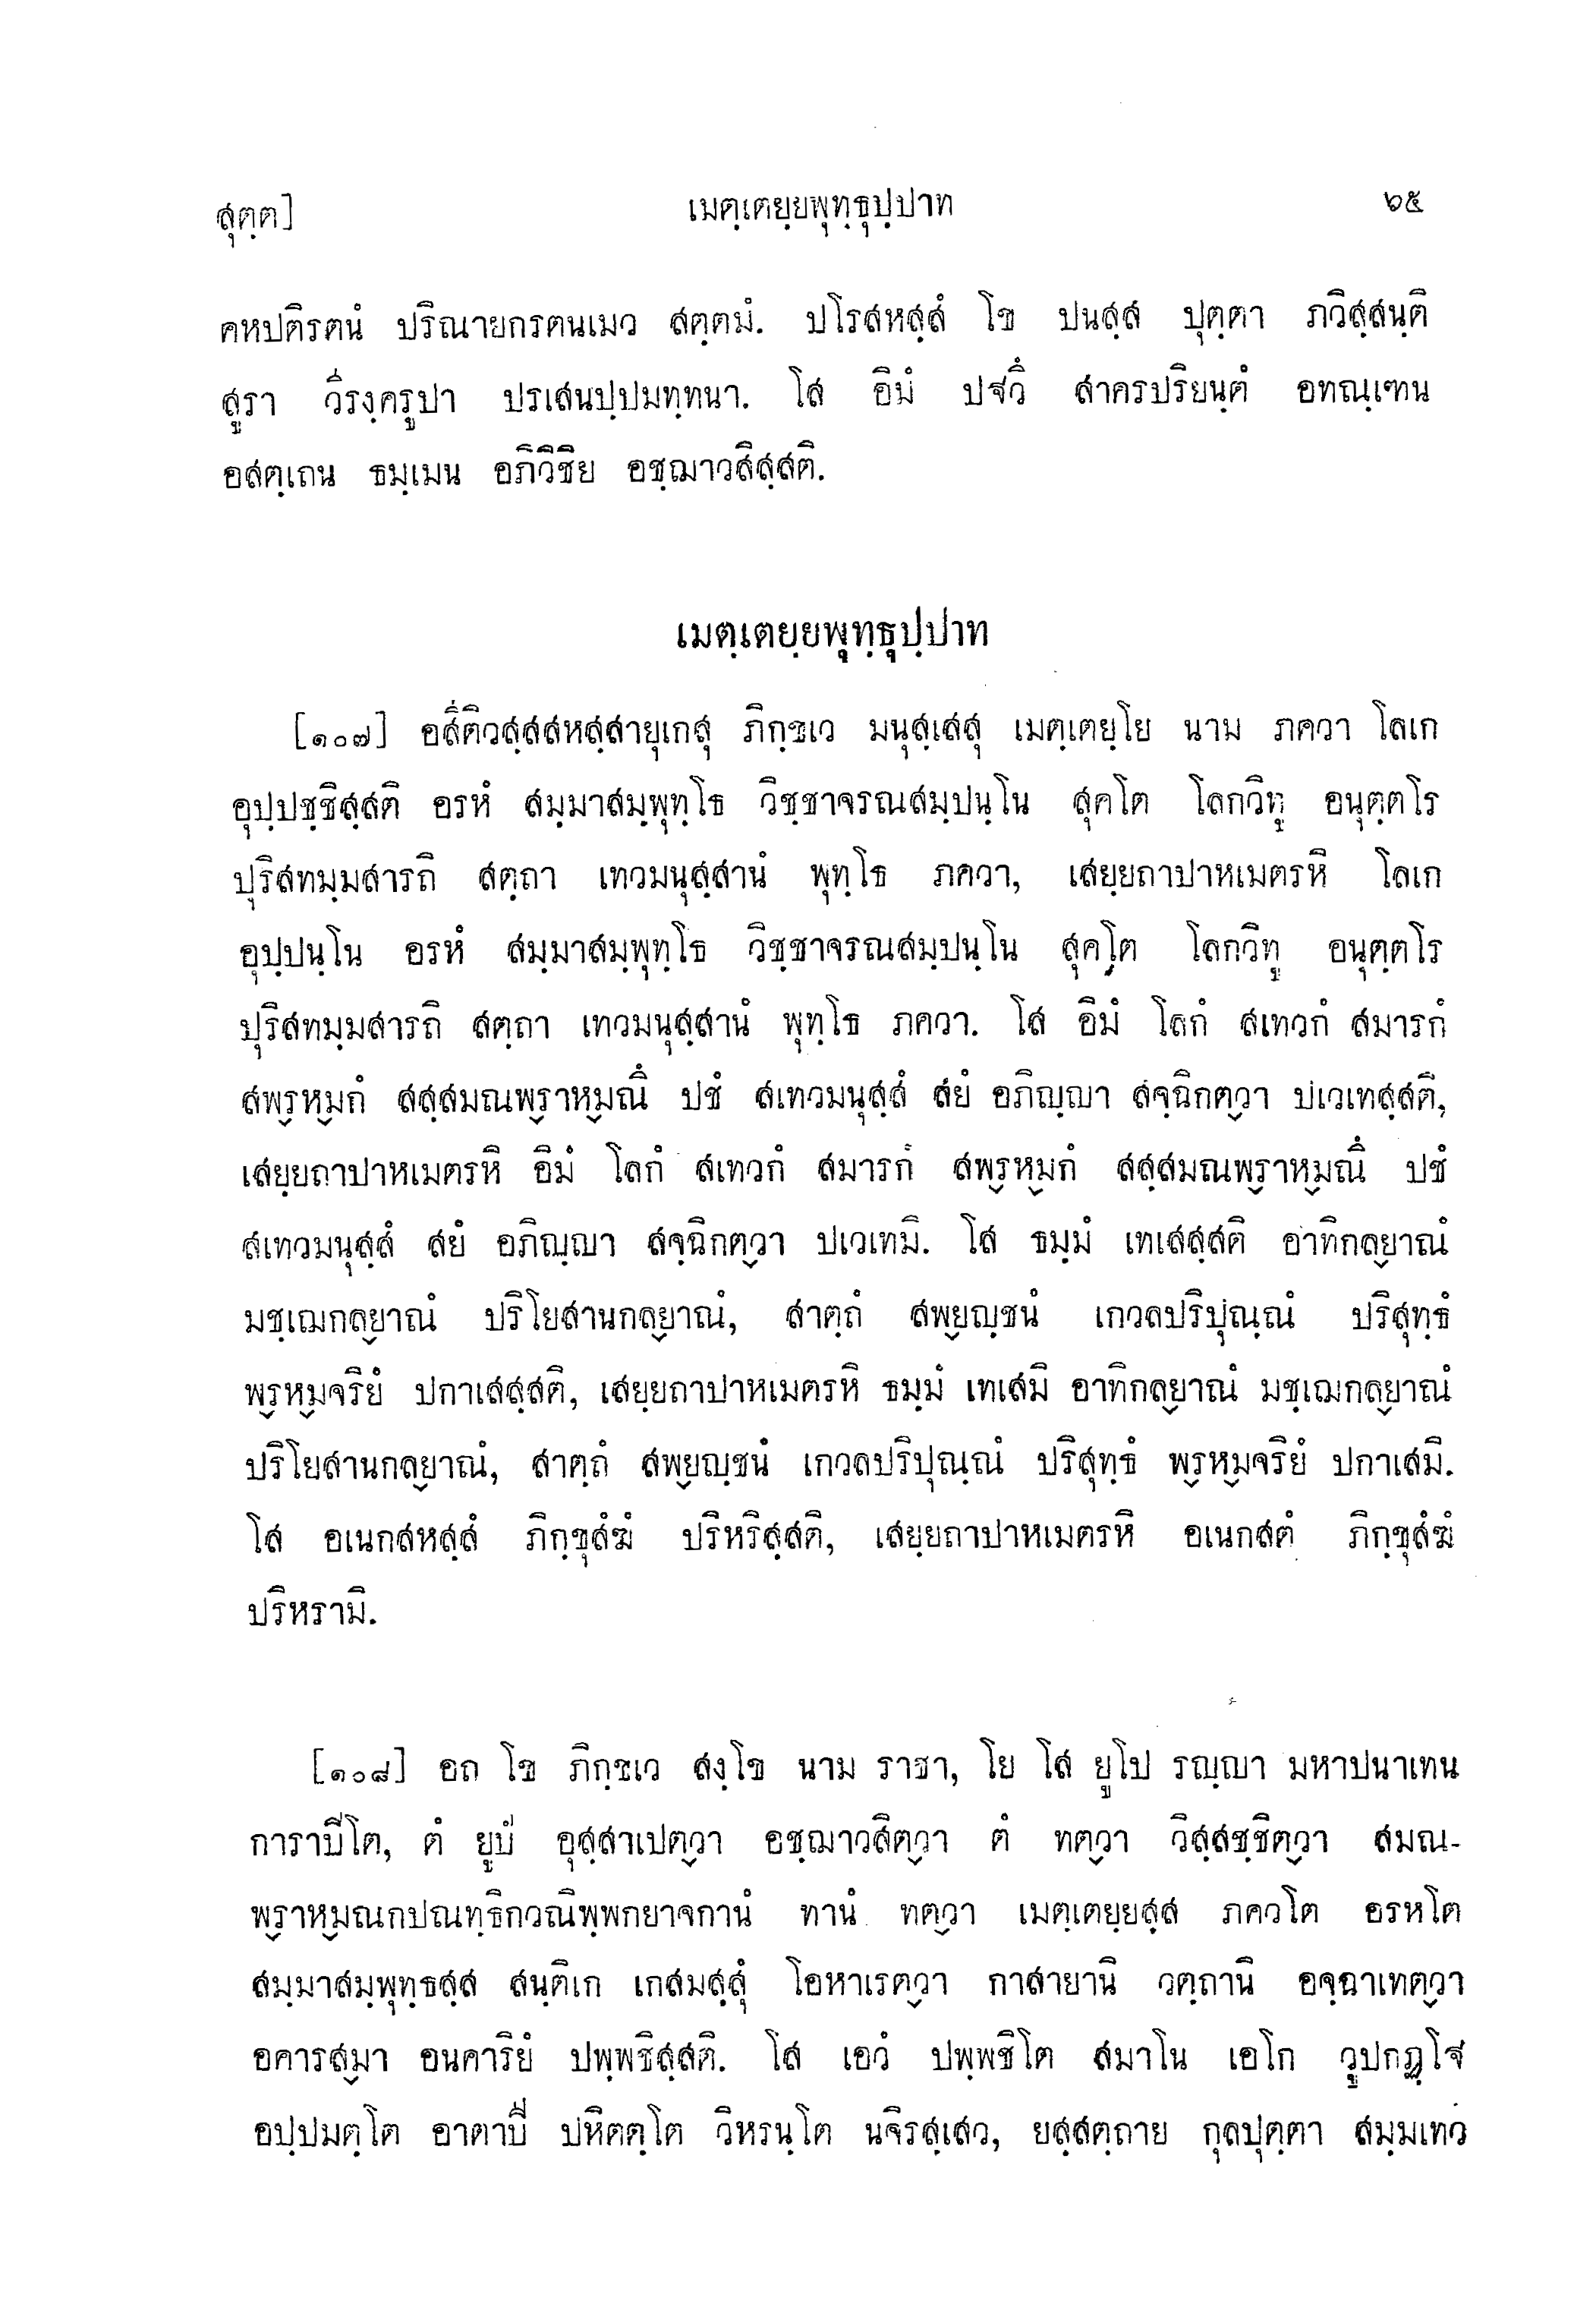 สุตฺต]
เมตฺเตยฺยพุทฺธุปฺปาท
๖๕
คหปติรตนํ ปริณายกรตนเมว สตฺตมํ. ปโรสหสฺสํ โข ปนสฺส ปุตฺตา ภวิสฺสนฺติ
สูรา วีรงฺครูปา ปรเสนปฺปมทฺทนา. โส อิมํ ปฐวึ สาครปริยนฺตํ อทณฺเฑน
อสตฺเถน ธมฺเมน อภิวิชิย อชฺฌาวสิสฺสติ.
เมตฺเตยฺยพุทฺธุปฺปาท
[๑๐๗] อสีติวสฺสสหสฺสายุเกสุ ภิกฺขเว มนุสฺเสสุ เมตฺเตยฺโย นาม ภควา โลเก
อุปฺปชฺชิสฺสติ อรหํ สมฺมาสมฺพุทฺโธ วิชฺชาจรณสมฺปนฺโน สุคโต โลกวิทู อนุตฺตโร
ปุริสทมฺมสารถิ สตฺถา เทวมนุสฺสานํ พุทฺโธ ภควา, เสยฺยถาปาหเมตรหิ โลเก
อุปฺปนฺโน อรหํ สมฺมาสมฺพุทฺโธ วิชฺชาจรณสมฺปนฺโน สุคโต โลกวิทู อนุตฺตโร
ปุริสทมฺมสารถิ สตฺถา เทวมนุสฺสานํ พุทฺโธ ภควา. โส อิมํ โลกํ สเทวกํ สมารกํ
สพฺรหฺมกํ สสฺสมณพฺราหฺมณึ ปชํ สเทวมนุสฺสํ สยํ อภิญฺญา สจฺฉิกตฺวา ปเวเทสฺสติ,
เสยฺยถาปาหเมตรหิ อิมํ โลกํ สเทวกํ สมารกํ สพฺรหฺมกํ สสฺสมณพฺราหฺมณึ ปชํ
สเทวมนุสฺสํ สยํ อภิญฺญา สจฺฉิกตฺวา ปเวเทมิ. โส ธมฺมํ เทเสสฺสติ อาทิกลฺยาณํ
มชฺเฌกลฺยาณํ ปริโยสานกลฺยาณํ, สาตฺถํ สพฺยญฺชนํ เกวลปริปุณฺณํ ปริสุทฺธํ
พฺรหฺมจริยํ ปกาเสสฺสติ, เสยฺยถาปาหเมตรหิ ธมฺมํ เทเสมิ อาทิกลฺยาณํ มชฺเฌกลฺยาณํ
ปริโยสานกลฺยาณํ, สาตฺถํ สพฺยญฺชนํ เกวลปริปุณฺณํ ปริสุทฺธํ พฺรหฺมจริยํ ปกาเสมิ.
โส อเนกสหสฺสํ ภิกฺขุสํฆํ ปริหริสฺสติ, เสยฺยถาปาหเมตรหิ อเนกสตํ ภิกฺขุสํฆํ
ปริหรามิ.
[๑๐๘] อถ โข ภิกฺขเว สงฺโข นาม ราชา, โย โส ยูโป รญฺญา มหาปนาเทน
การาปิโต, ตํ ยูปํ อุสฺสาเปตฺวา อชฺฌาวสิตฺวา ตํ ทตฺวา วิสฺสชฺชิตฺวา สมณ-
พฺราหฺมณกปณทฺธิกวณิพฺพกยาจกานํ ทานํ ทตฺวา เมตฺเตยฺยสฺส ภควโต อรหโต
สมฺมาสมฺพุทฺธสฺส สนฺติเก เกสมสฺสุํ โอหาเรตฺวา กาสายานิ วตฺถานิ อจฺฉาเทตฺวา
อคารสฺมา อนคาริยํ ปพฺพชิสฺสติ. โส เอวํ ปพฺพชิโต สมาโน เอโก วูปกฏฺโฐ
อปฺปมตฺโต อาตาปี ปหิตตฺโต วิหรนฺโต นจิรสฺเสว, ยสฺสตฺถาย กุลปุตฺตา สมฺมเทว